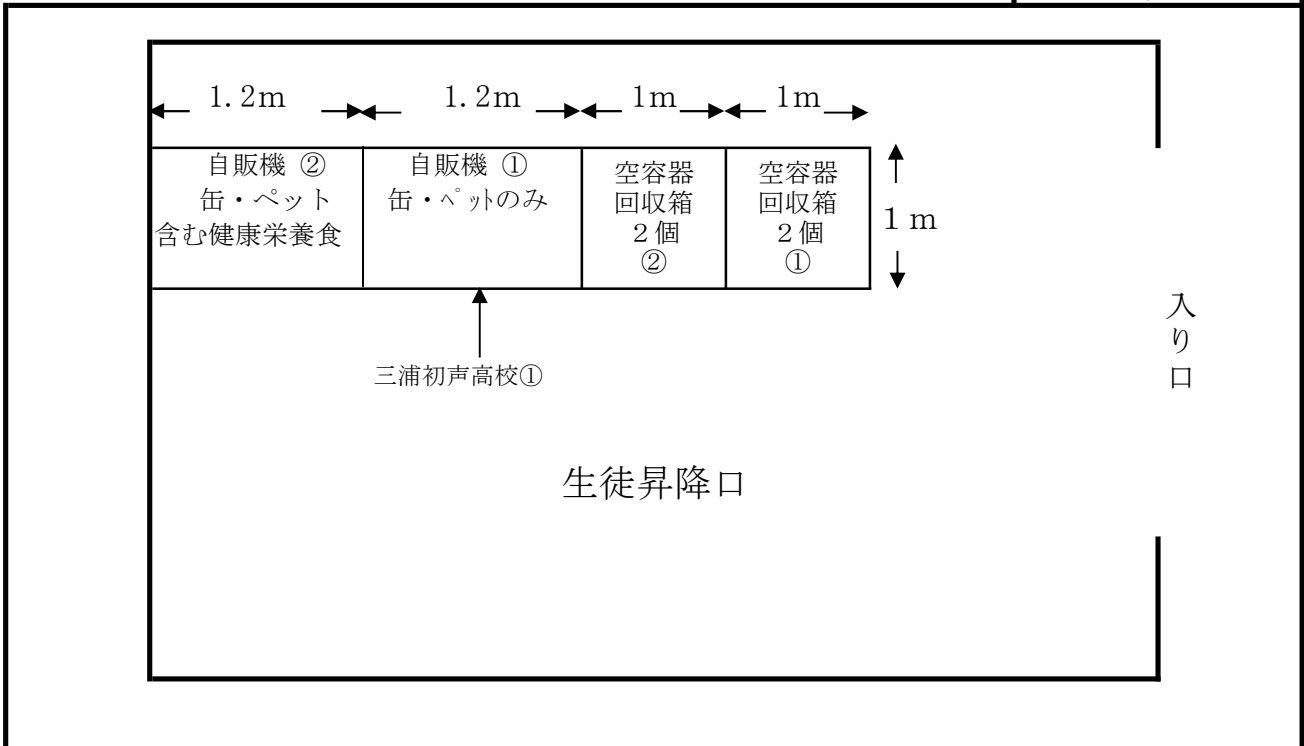 1.2m
1.2m
1m
1m
自販機 ②
缶・ペット
含む健康栄養食
自販機 ①
缶・ﾍﾟｯﾄのみ
空容器
回収箱
２個
②
空容器
回収箱
２個
①
１m
三浦初声高校①
入り口
生徒昇降口